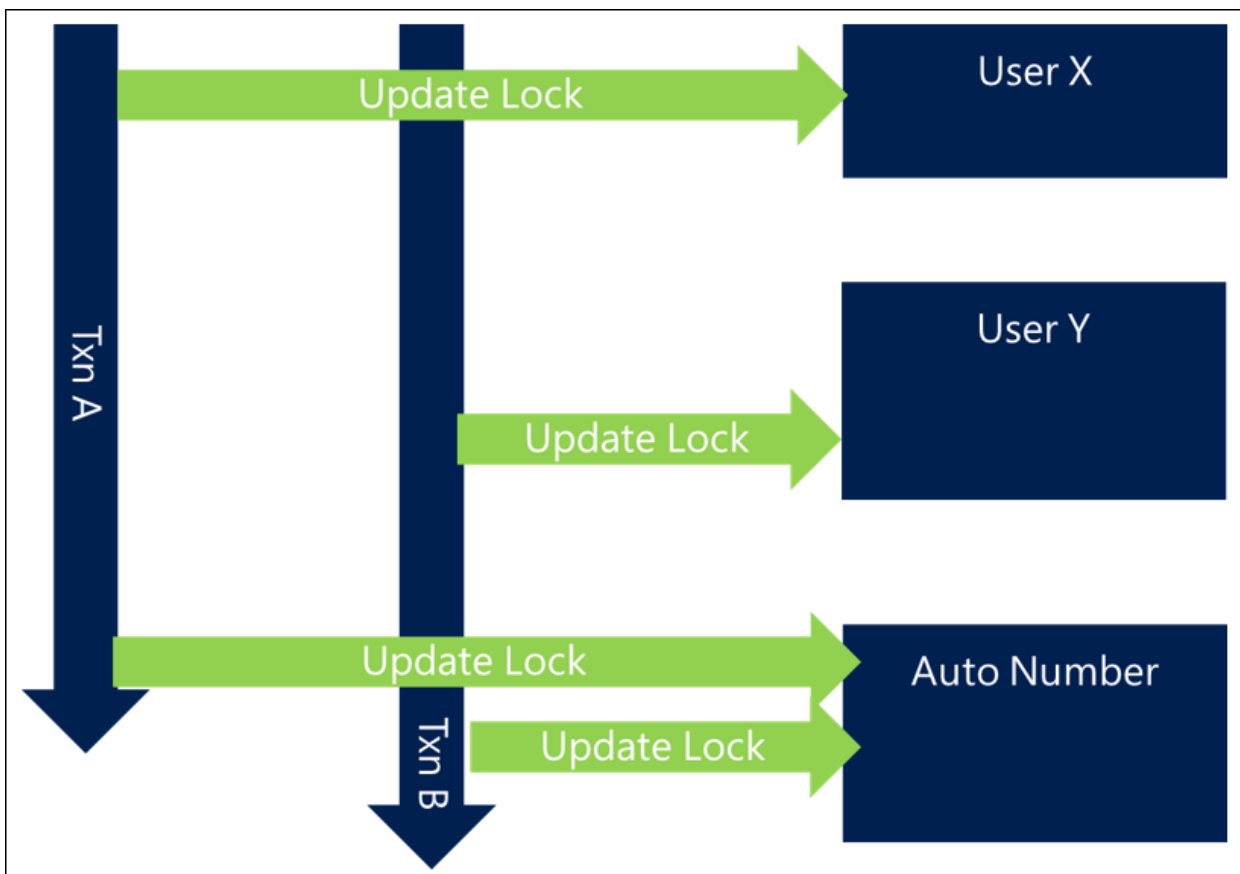 Update Lock
User X
Txn A
User Y
Update Lock
Update Lock
Auto Number
Txn B
Update Lock